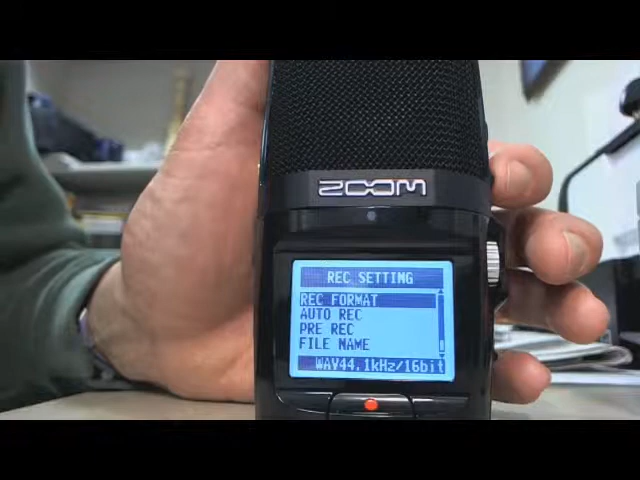 ZOOM
REC SETTING
REC FORMAT
AUTO REC
PRE REC
FILE NAME
WAV44.1kHz/16bit